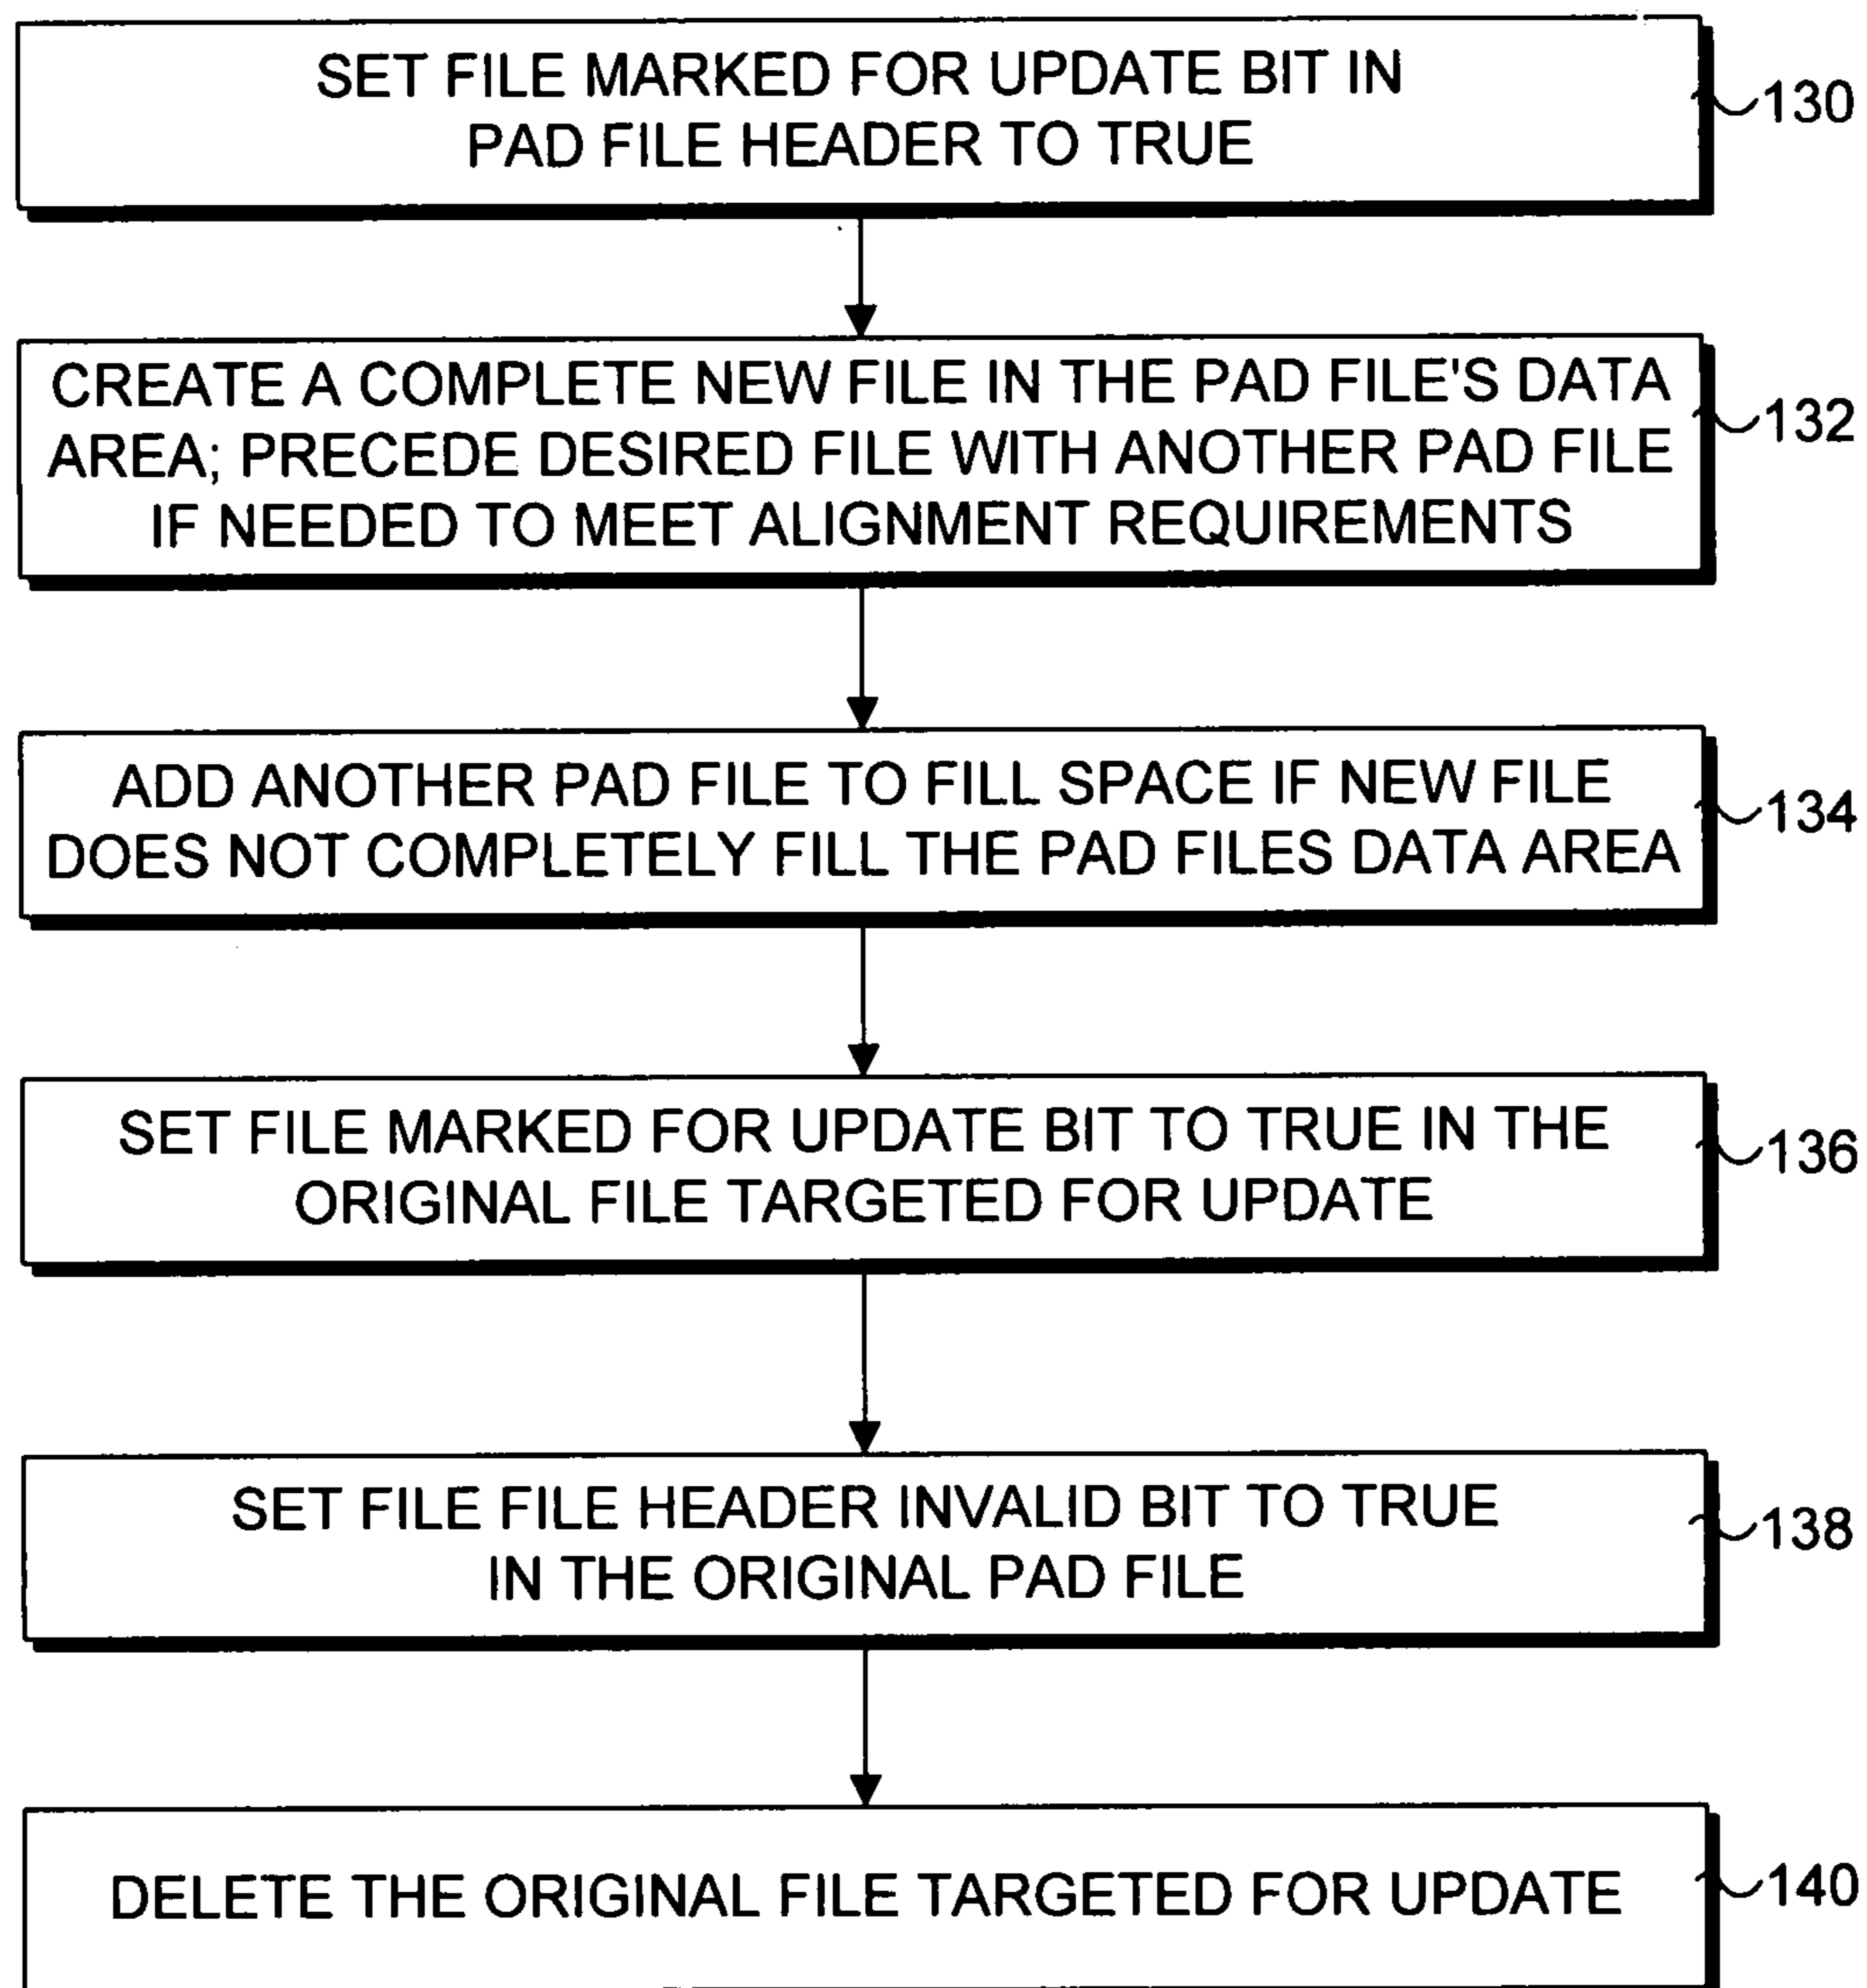 SET FILE MARKED FOR UPDATE BIT IN
PAD FILE HEADER TO TRUE
130
CREATE A COMPLETE NEW FILE IN THE PAD FILE'S DATA
AREA; PRECEDE DESIRED FILE WITH ANOTHER PAD FILE
IF NEEDED TO MEET ALIGNMENT REQUIREMENTS
132
ADD ANOTHER PAD FILE TO FILL SPACE IF NEW FILE
DOES NOT COMPLETELY FILL THE PAD FILES DATA AREA
134
SET FILE MARKED FOR UPDATE BIT TO TRUE IN THE
ORIGINAL FILE TARGETED FOR UPDATE
136
SET FILE FILE HEADER INVALID BIT TO TRUE
IN THE ORIGINAL PAD FILE
138
DELETE THE ORIGINAL FILE TARGETED FOR UPDATE
140